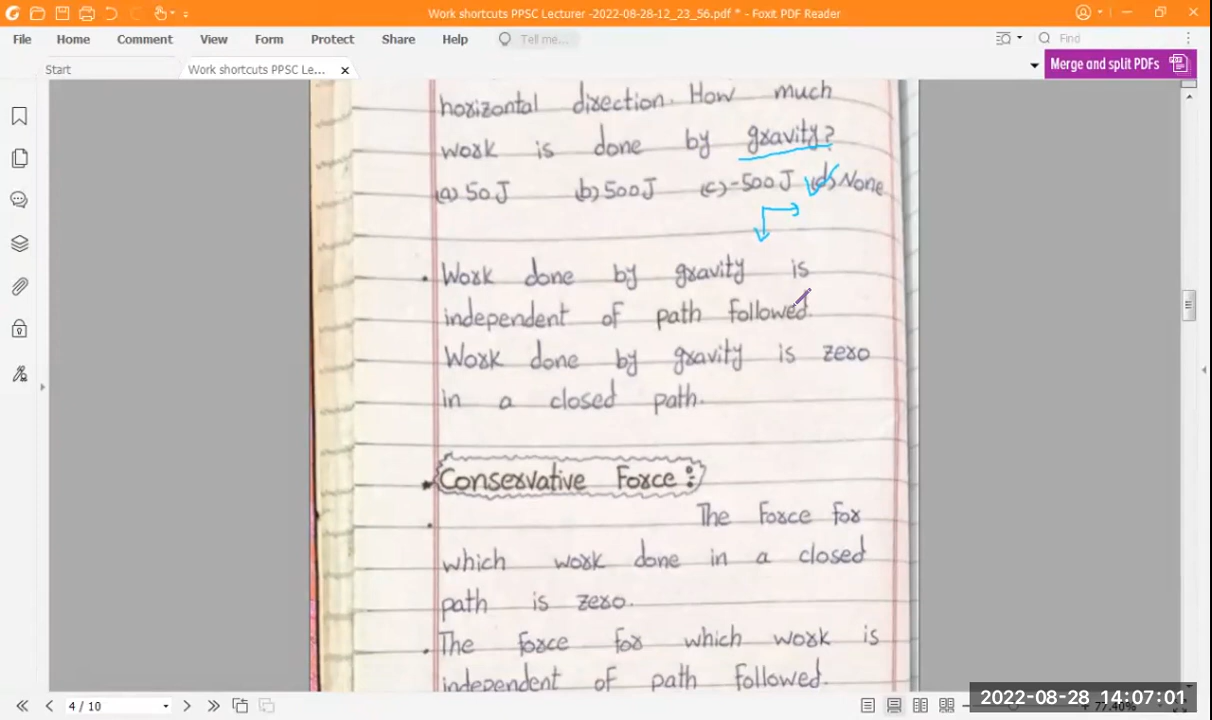 Work shortcuts PPSC Lecturer -2022-08-28-12_23_56.pdf * - Foxit PDF Reader
File Home Comment View Form Protect Share Help Tell me... Find
Start Work shortcuts PPSC Le... Merge and split PDFs
horizontal direction. How much
work is done by gravity?
(a) 50 J (b) 500 J (c) -500 J (d) None
Work done by gravity is
independent of path followed.
Work done by gravity is zero
in a closed path.
Conservative Force:
The force for
which work done in a closed
path is zero.
The force for which work is
independent of path followed.
4 / 10
2022-08-28 14:07:01
77.40%